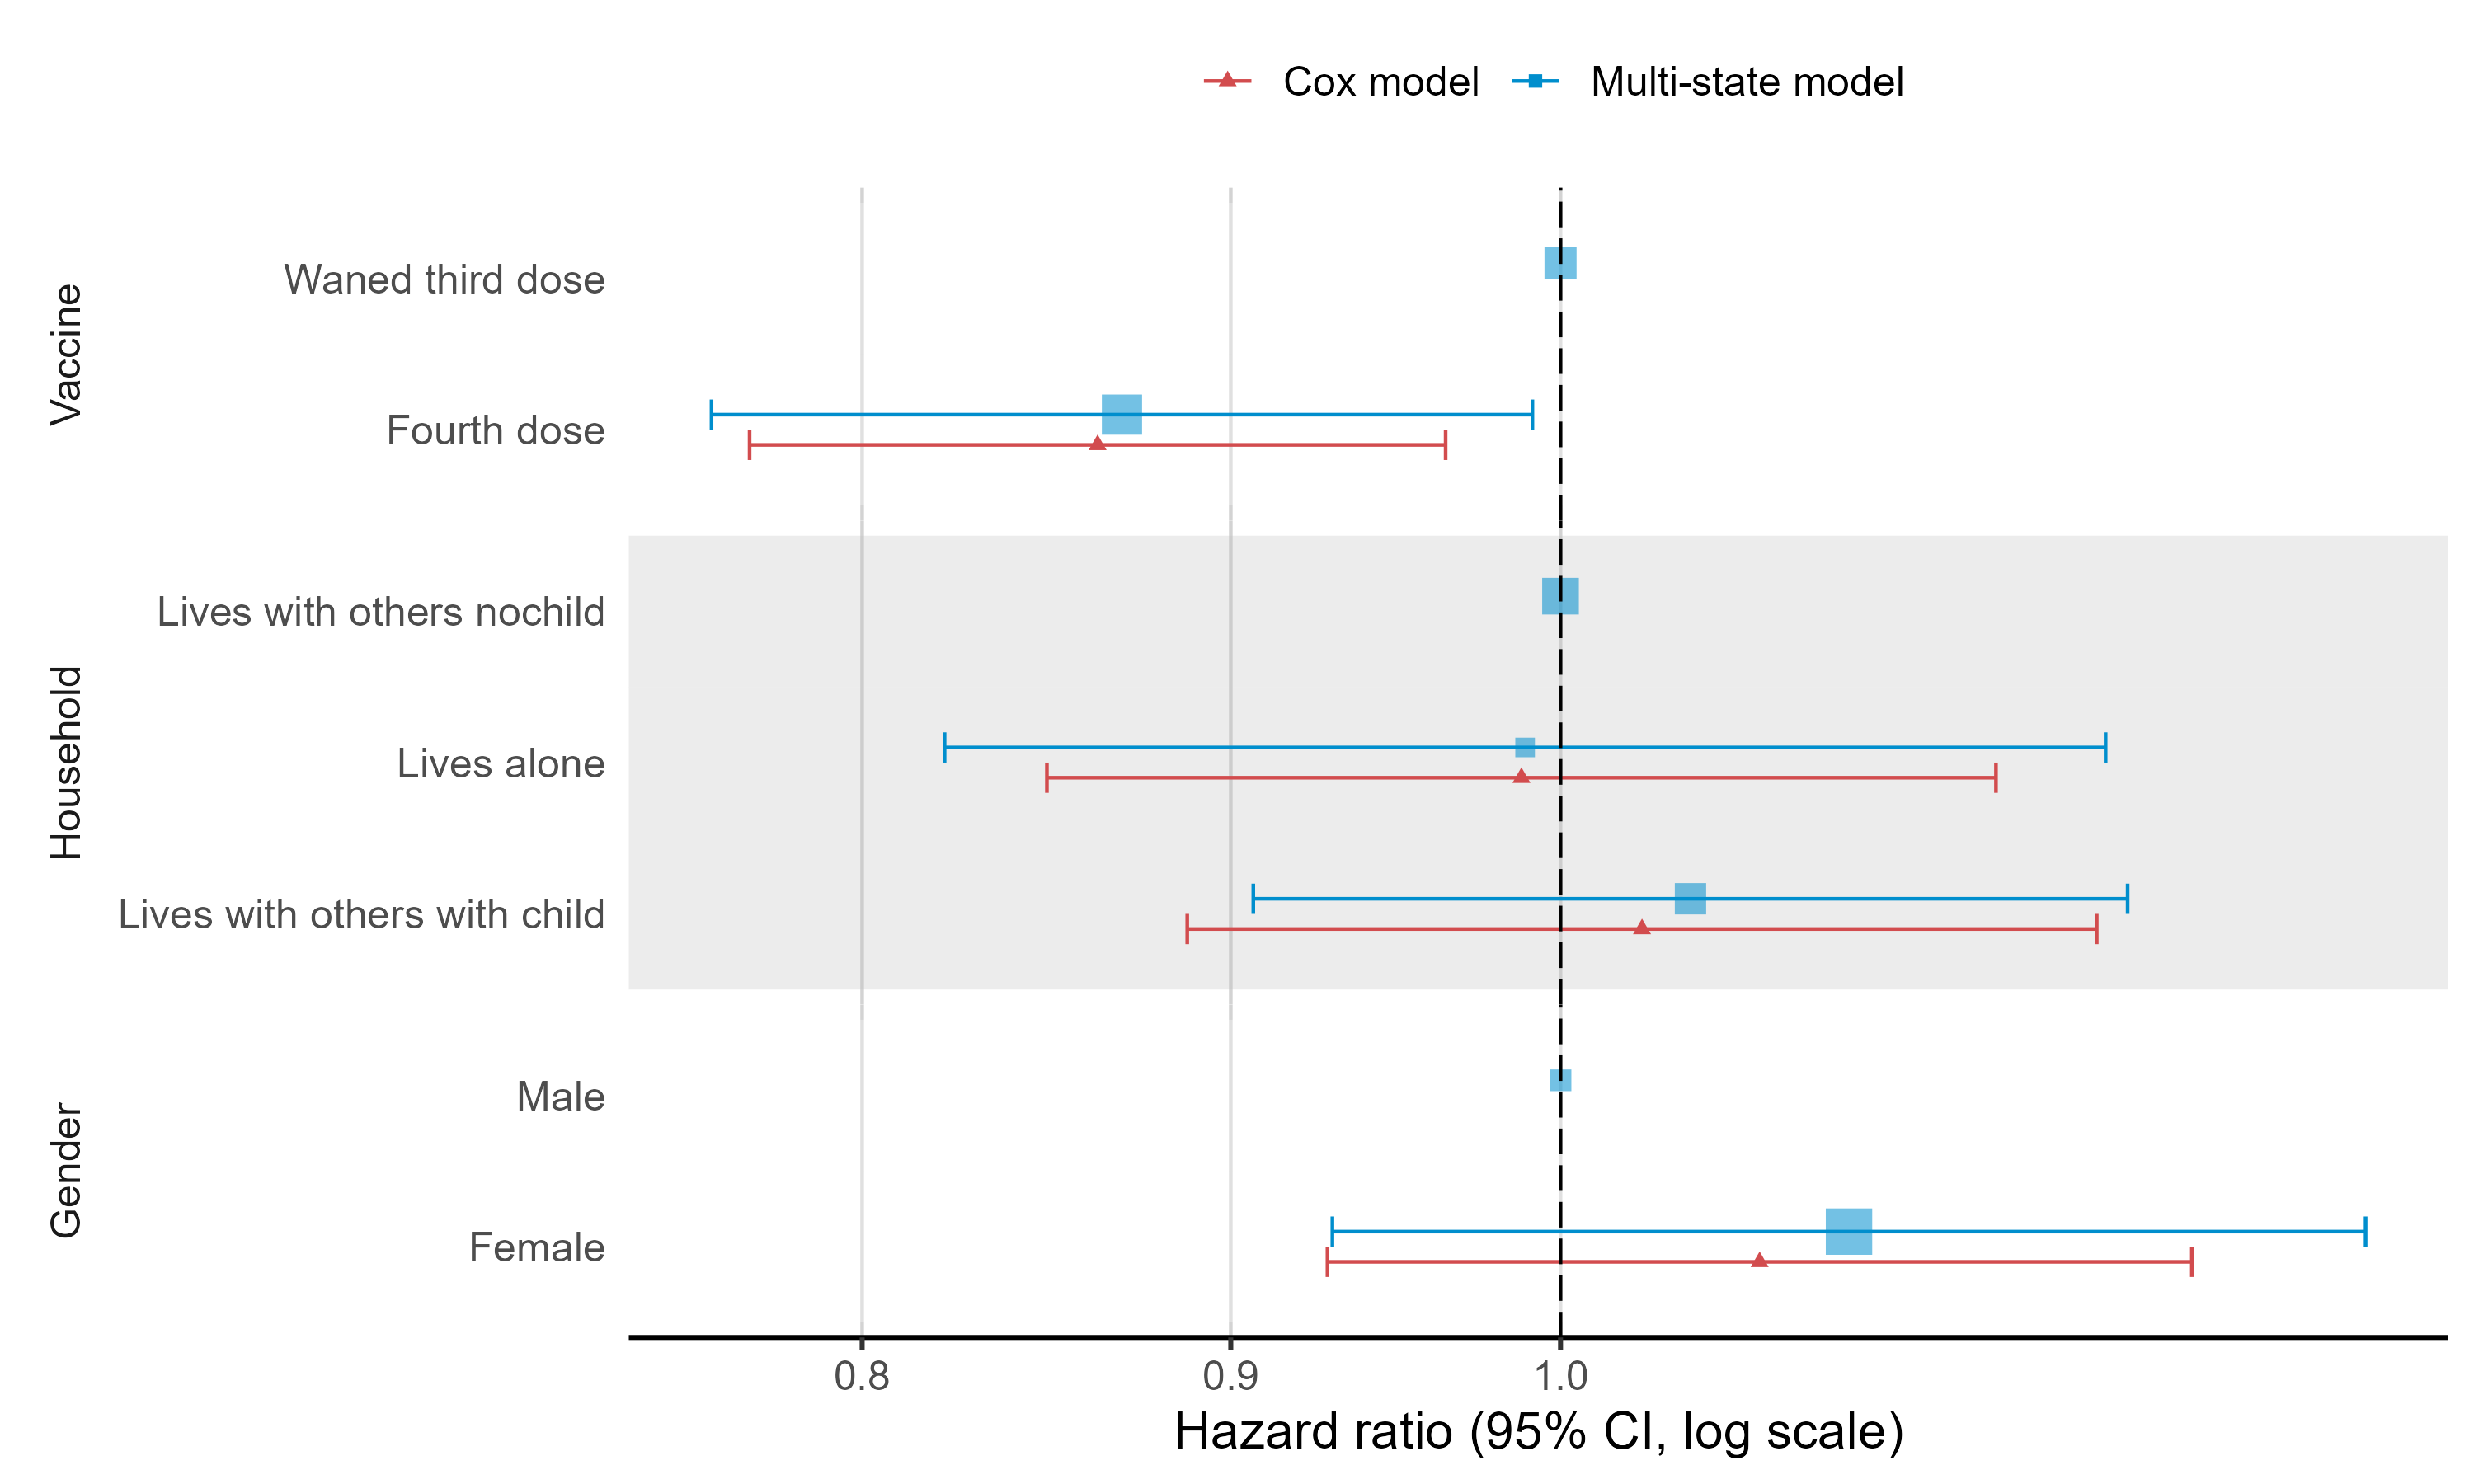 Cox model Multi-state model
Vaccine
Waned third dose
Fourth dose
Household
Lives with others nochild
Lives alone
Lives with others with child
Gender
Male
Female
0.8 0.9 1.0
Hazard ratio (95% CI, log scale)